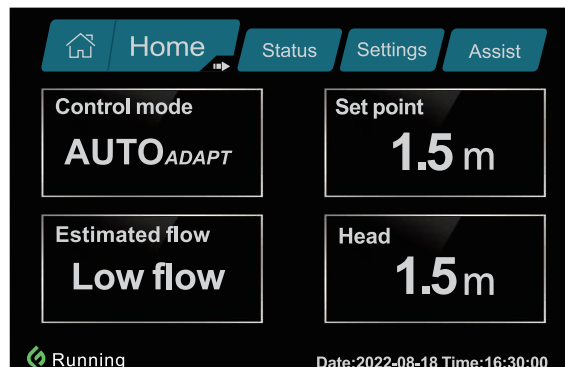 Home Status Settings Assist
Control mode
AUTOADAPT
Set point
1.5 m
Estimated flow
Low flow
Head
1.5 m
Running
Date:2022-08-18 Time:16:30:00